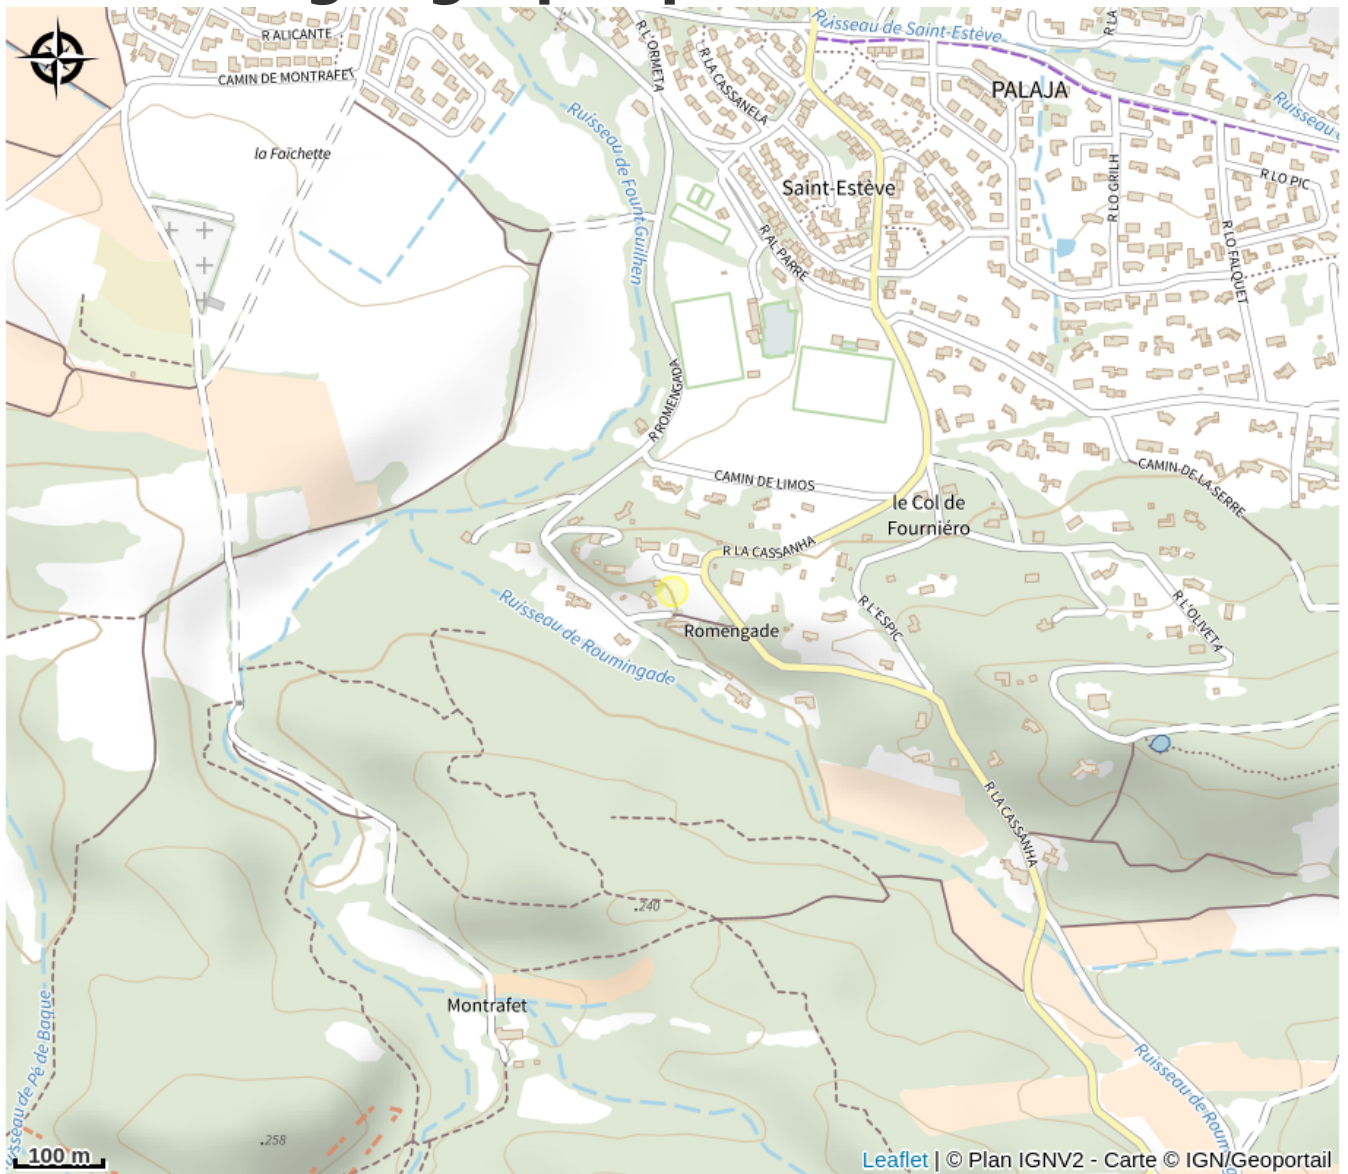 R ALICANTE
CAMIN DE MONTRAFET
R L'ORMETA
R LA CASSANELA
Ruisseau de Saint-Estève
R LA
PALAJA
Ruisseau
la Faïchette
Ruisseau de Fount Guilhen
Saint-Estève
R AL PARRE
R LO GRILH
R LO PIC
R LO FALQUET
R ROMENGADA
CAMIN DE LIMOS
CAMIN DE LA SERRE
le Col de
Fourniéro
R LA CASSANHA
R L'ESPIC
R L'OLIVETA
Ruisseau de Roumingade
Romengade
R LA CASSANHA
.240
Montrafet
Ruisseau de Pé de Baque
Ruisseau de Roum
.258
100 m
Leaflet | © Plan IGNV2 - Carte © IGN/Geoportail